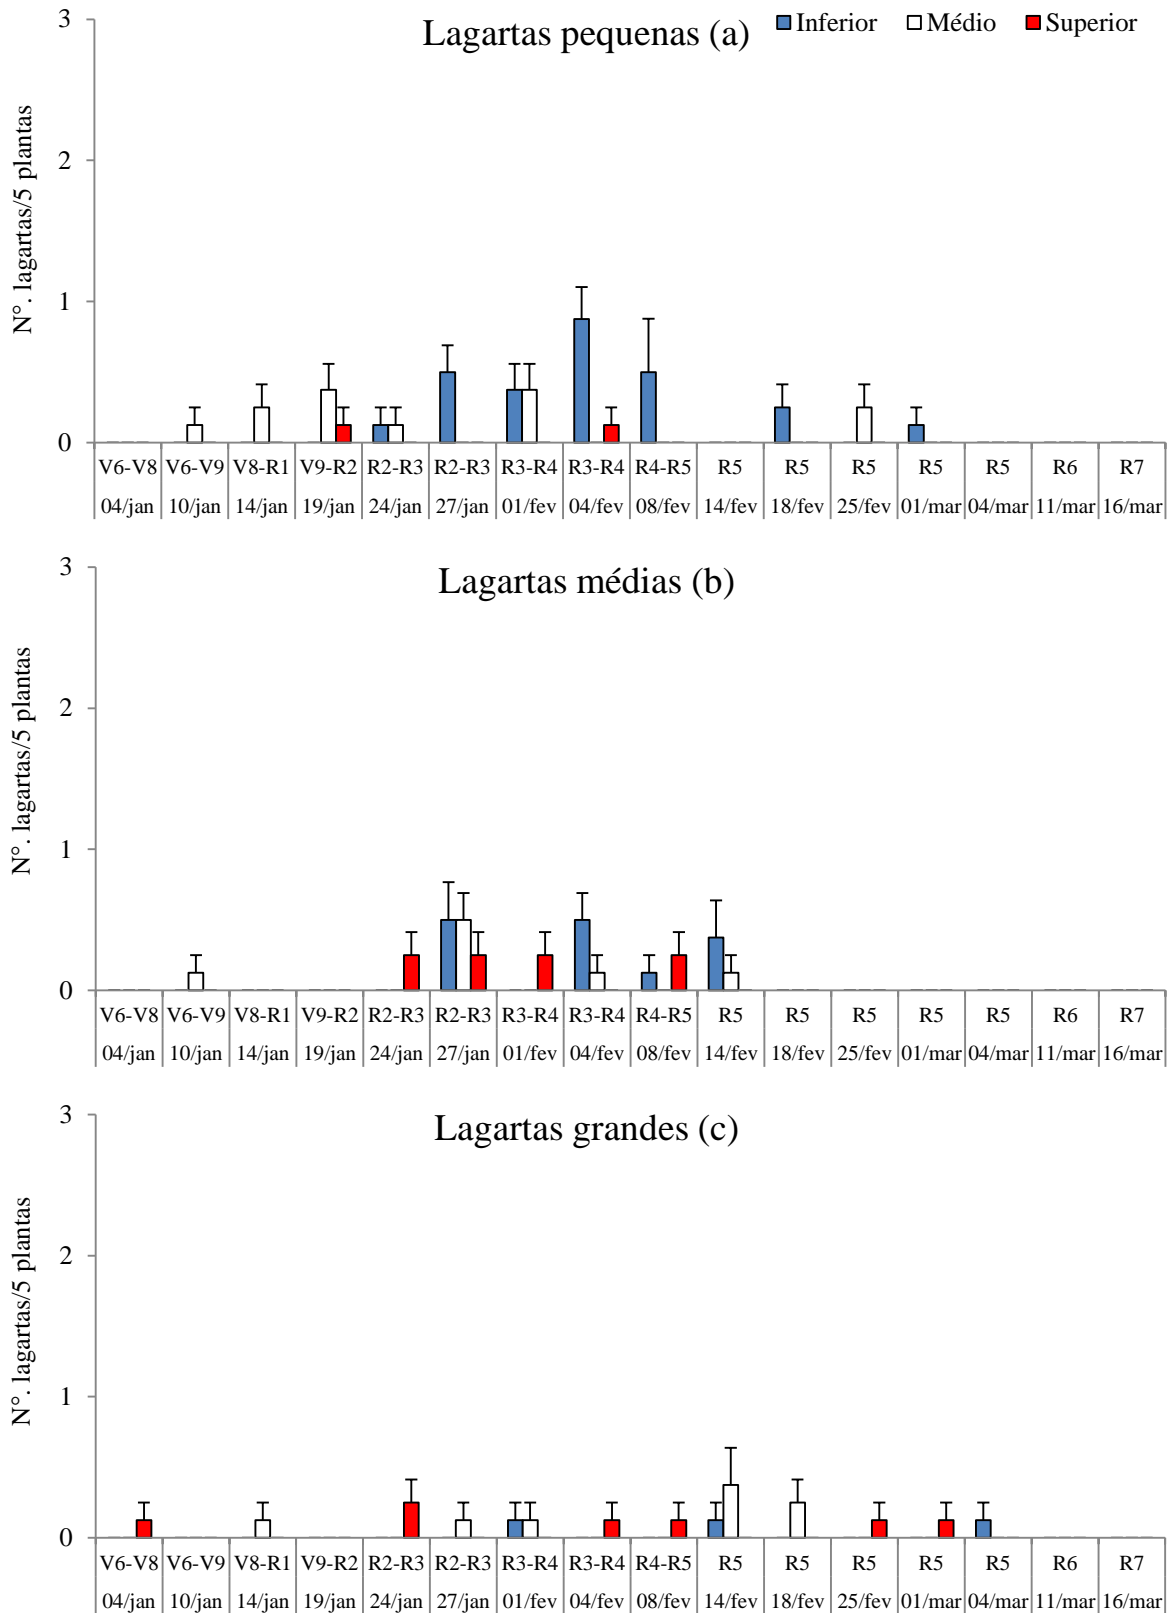 Lagartas pequenas (a)
Inferior Médio Superior
N°. lagartas/5 plantas
3
2
1
0
V6-V8 V6-V9 V8-R1 V9-R2 R2-R3 R2-R3 R3-R4 R3-R4 R4-R5 R5 R5 R5 R5 R5 R6 R7
04/jan 10/jan 14/jan 19/jan 24/jan 27/jan 01/fev 04/fev 08/fev 14/fev 18/fev 25/fev 01/mar 04/mar 11/mar 16/mar
Lagartas médias (b)
N°. lagartas/5 plantas
3
2
1
0
V6-V8 V6-V9 V8-R1 V9-R2 R2-R3 R2-R3 R3-R4 R3-R4 R4-R5 R5 R5 R5 R5 R5 R6 R7
04/jan 10/jan 14/jan 19/jan 24/jan 27/jan 01/fev 04/fev 08/fev 14/fev 18/fev 25/fev 01/mar 04/mar 11/mar 16/mar
Lagartas grandes (c)
N°. lagartas/5 plantas
3
2
1
0
V6-V8 V6-V9 V8-R1 V9-R2 R2-R3 R2-R3 R3-R4 R3-R4 R4-R5 R5 R5 R5 R5 R5 R6 R7
04/jan 10/jan 14/jan 19/jan 24/jan 27/jan 01/fev 04/fev 08/fev 14/fev 18/fev 25/fev 01/mar 04/mar 11/mar 16/mar